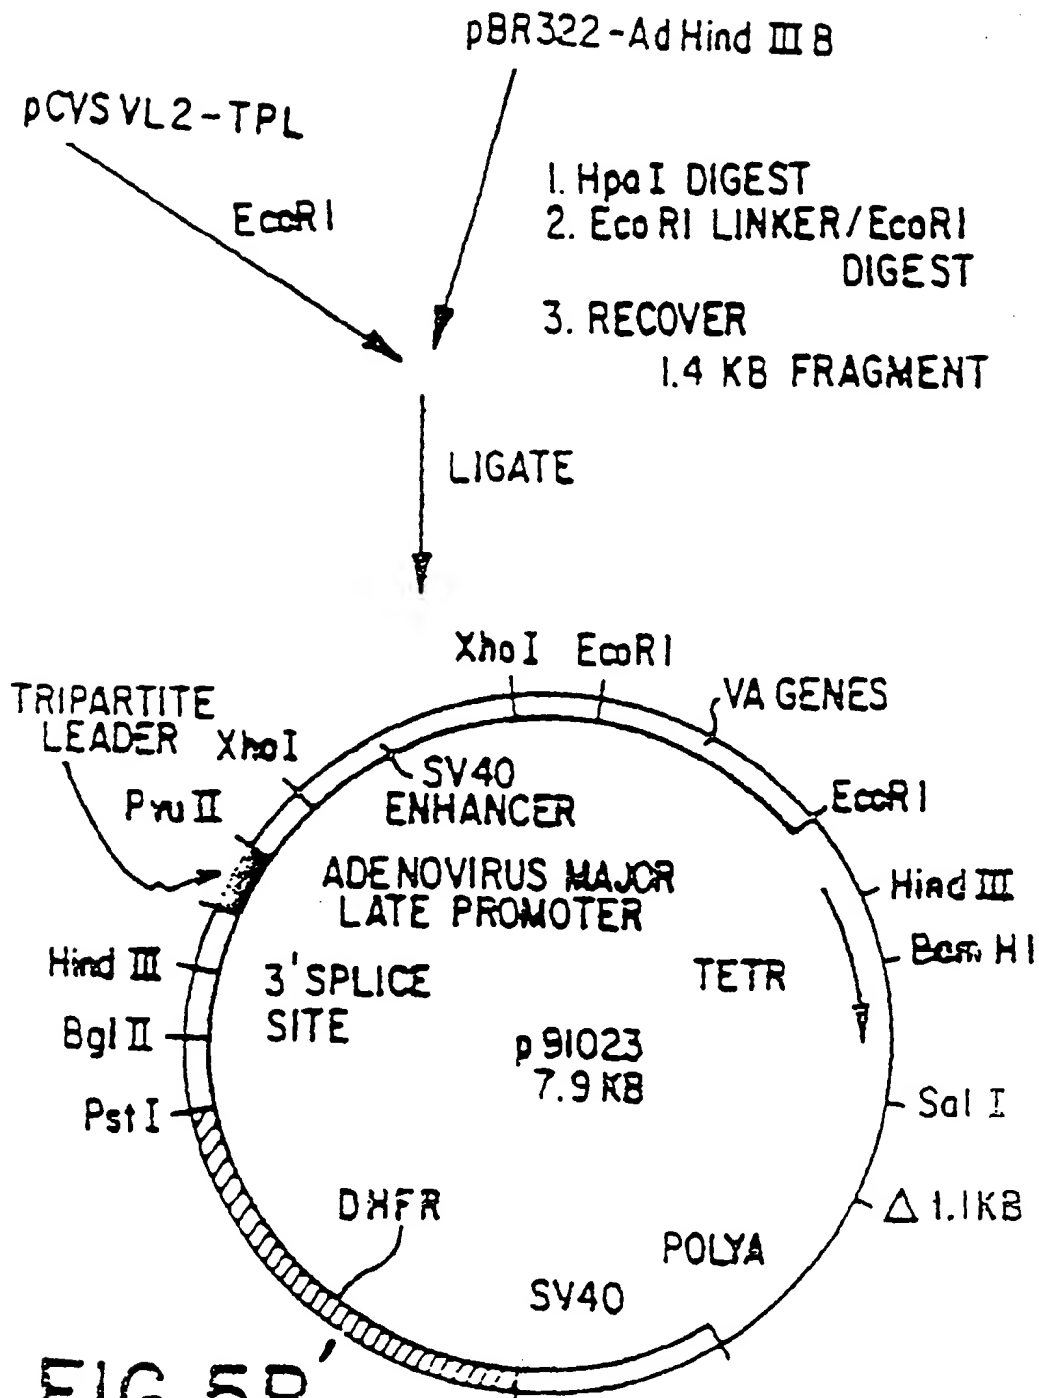 pBR322-Ad Hind III B
pCVSVL2-TPL
EcoRI
1. HpaI DIGEST
2. EcoRI LINKER/EcoRI
DIGEST
3. RECOVER
1.4 KB FRAGMENT
LIGATE
XhoI EcoRI
TRIPARTITE
LEADER
XhoI
VA GENES
SV40
ENHANCER
EcoRI
PvuII
ADENOVIRUS MAJOR
LATE PROMOTER
Hind III
Hind III
3' SPLICE
SITE
TETR
Bam HI
Bgl II
p91023
7.9 KB
PstI
Sal I
DHFR
Δ 1.1KB
POLYA
SV40
FIG. 5B'